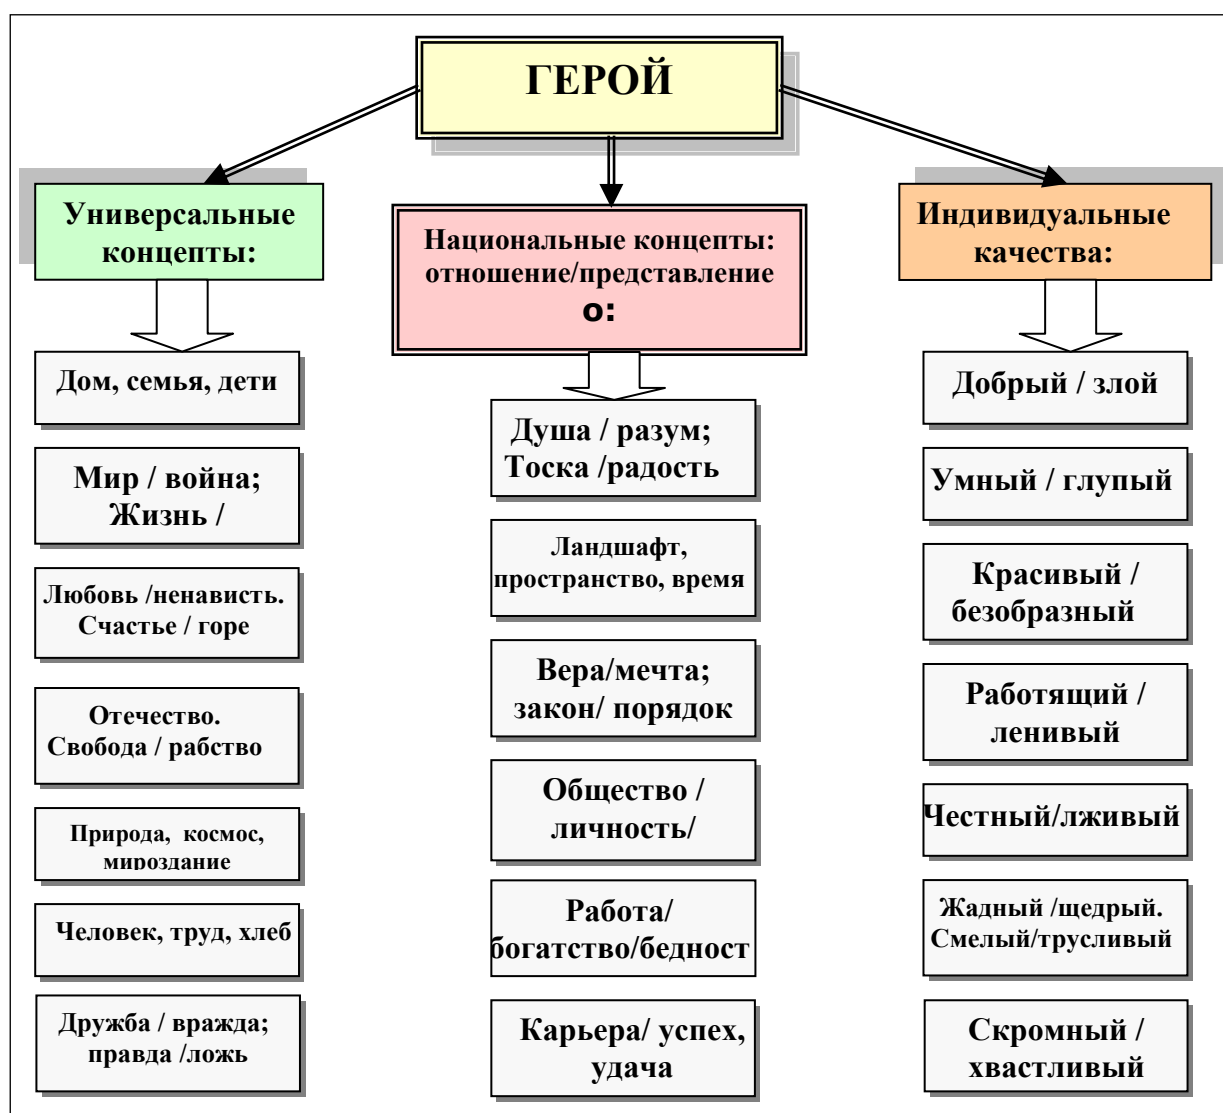 ГЕРОЙ
Универсальные
концепты:
Дом, семья, дети
Мир / война;
Жизнь /
Любовь /ненависть.
Счастье / горе
Отечество.
Свобода / рабство
Природа, космос,
мироздание
Человек, труд, хлеб
Дружба / вражда;
правда /ложь
Национальные концепты:
отношение/представление
о:
Душа / разум;
Тоска /радость
Ландшафт,
пространство, время
Вера/мечта;
закон/ порядок
Общество /
личность/
Работа/
богатство/бедност
Карьера/ успех,
удача
Индивидуальные
качества:
Добрый / злой
Умный / глупый
Красивый /
безобразный
Работящий /
ленивый
Честный/лживый
Жадный /щедрый.
Смелый/трусливый
Скромный /
хвастливый